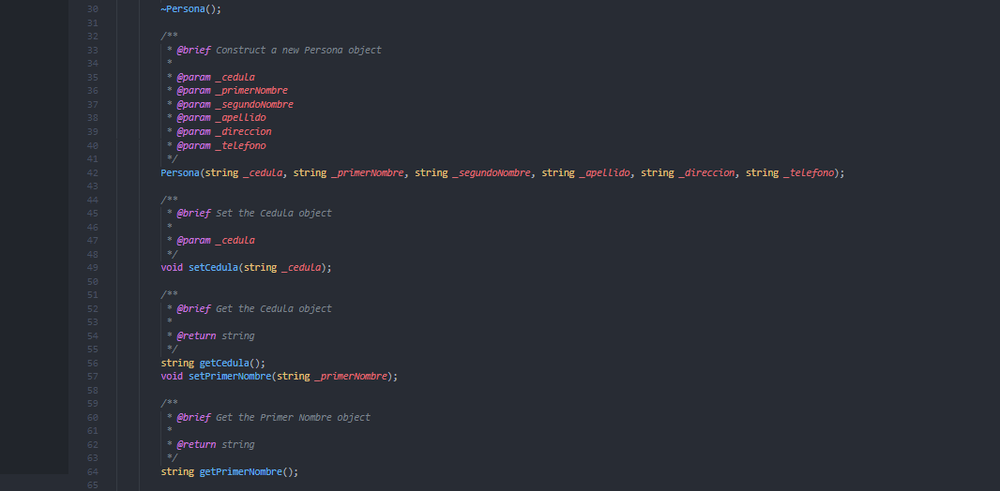 30 ~Persona();
31
32 /**
33 * @brief Construct a new Persona object
34 *
35 * @param _cedula
36 * @param _primerNombre
37 * @param _segundoNombre
38 * @param _apellido
39 * @param _direccion
40 * @param _telefono
41 */
42 Persona(string _cedula, string _primerNombre, string _segundoNombre, string _apellido, string _direccion, string _telefono);
43
44 /**
45 * @brief Set the Cedula object
46 *
47 * @param _cedula
48 */
49 void setCedula(string _cedula);
50
51 /**
52 * @brief Get the Cedula object
53 *
54 * @return string
55 */
56 string getCedula();
57 void setPrimerNombre(string _primerNombre);
58
59 /**
60 * @brief Get the Primer Nombre object
61 *
62 * @return string
63 */
64 string getPrimerNombre();
65